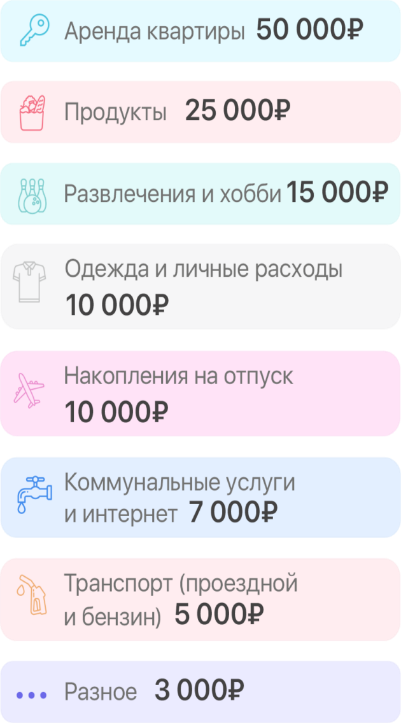 Аренда квартиры 50 000₽
Продукты 25 000₽
Развлечения и хобби 15 000₽
Одежда и личные расходы
10 000₽
Накопления на отпуск
10 000₽
Коммунальные услуги
и интернет 7 000₽
Транспорт (проездной
и бензин) 5 000₽
Разное 3 000₽